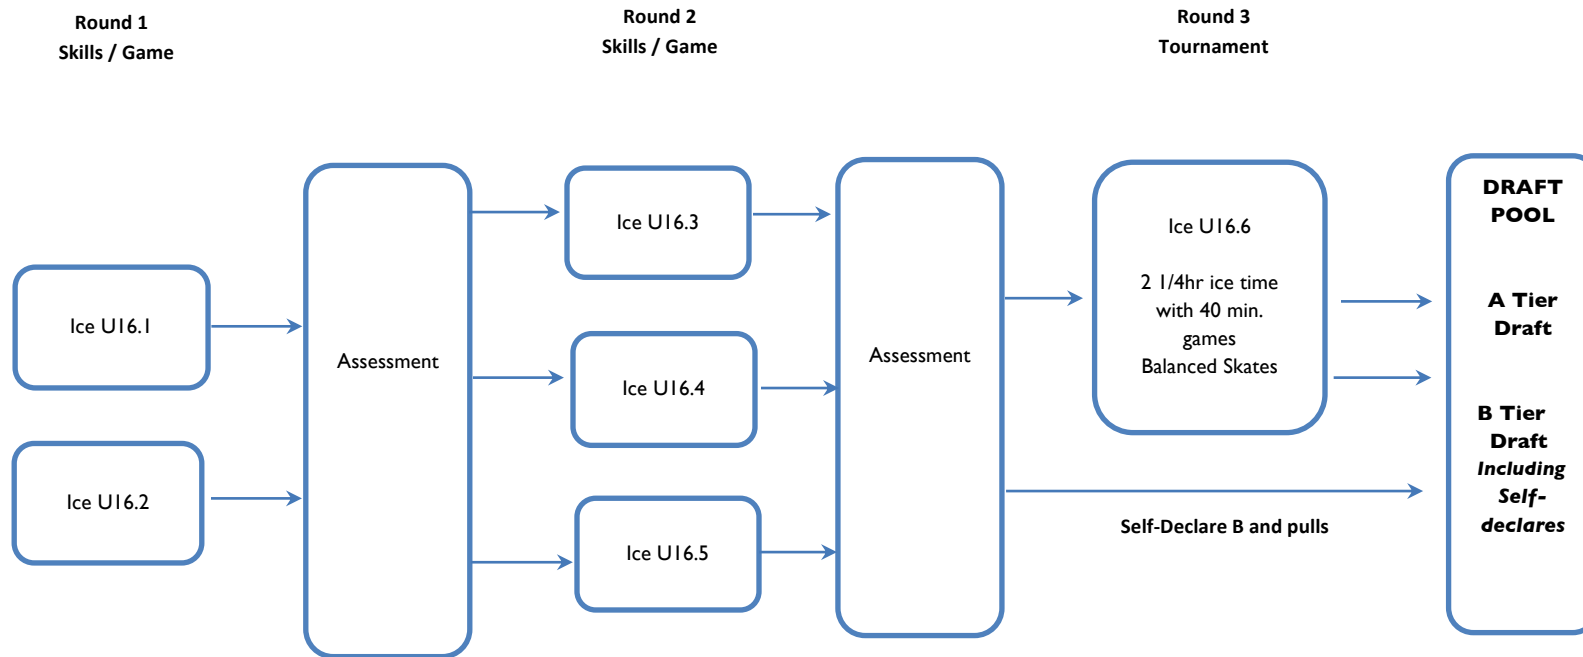 Round 1
Skills / Game
Round 2
Skills / Game
Round 3
Tournament
Ice U16.1
Ice U16.2
Assessment
Ice U16.3
Ice U16.4
Ice U16.5
Assessment
Ice U16.6
2 1/4hr ice time
with 40 min.
games
Balanced Skates
Self-Declare B and pulls
DRAFT
POOL
A Tier
Draft
B Tier
Draft
Including
Self-
declares